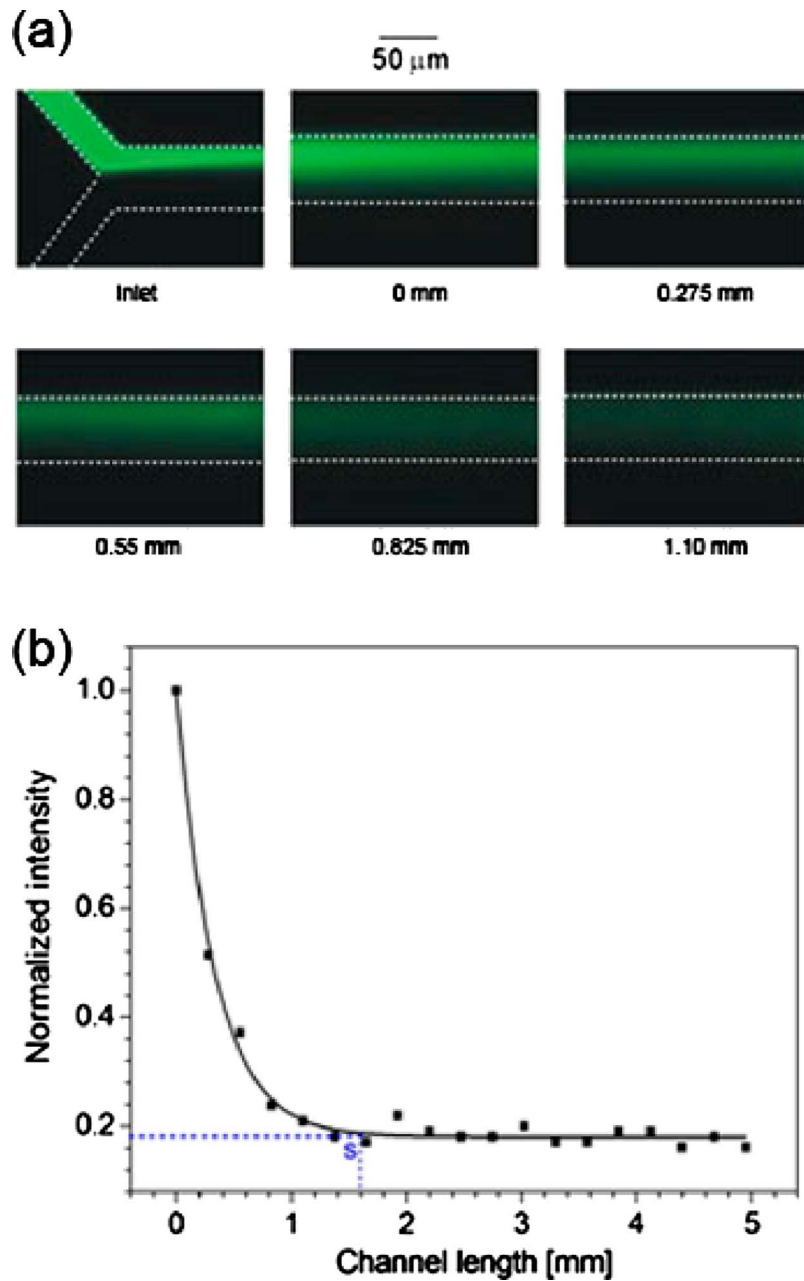 (a)
50 μm
Inlet
0 mm
0.275 mm
0.55 mm
0.825 mm
1.10 mm
(b)
Normalized intensity
1.0
0.8
0.6
0.4
0.2
S
0
1
2
3
4
5
Channel length [mm]